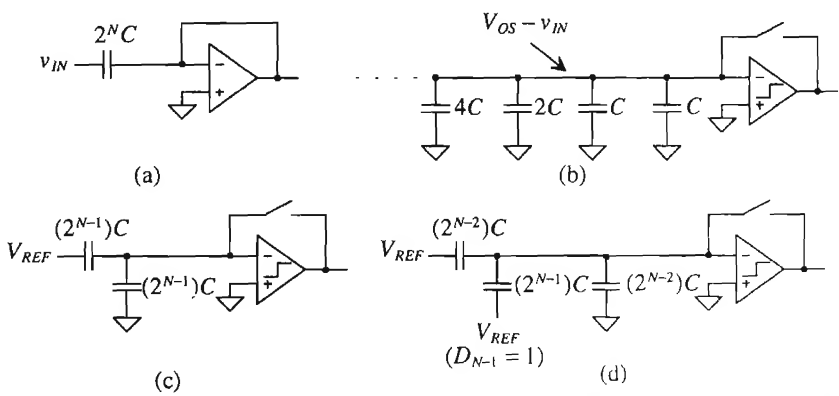 2^N C
v_IN
−
+
(a)
V_OS − v_IN
4C
2C
C
C
−
+
(b)
(2^{N−1})C
V_REF
(2^{N−1})C
−
+
(c)
(2^{N−2})C
V_REF
(2^{N−1})C
(2^{N−2})C
−
+
V_REF
(D_{N−1} = 1)
(d)